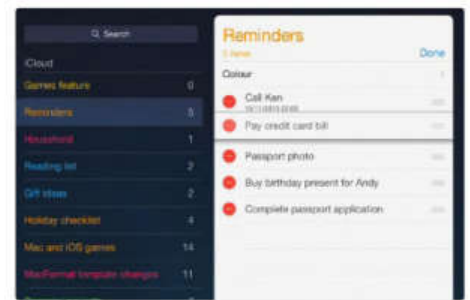 Search
iCloud
Games feature 0
Reminders 5
Household 1
Reading list 2
Gift ideas 2
Holiday checklist 4
Mac and iOS games 14
MacFormat template changes 11
Reminders
5 items
Done
Colour
Call Ken
Pay credit card bill
Passport photo
Buy birthday present for Andy
Complete passport application